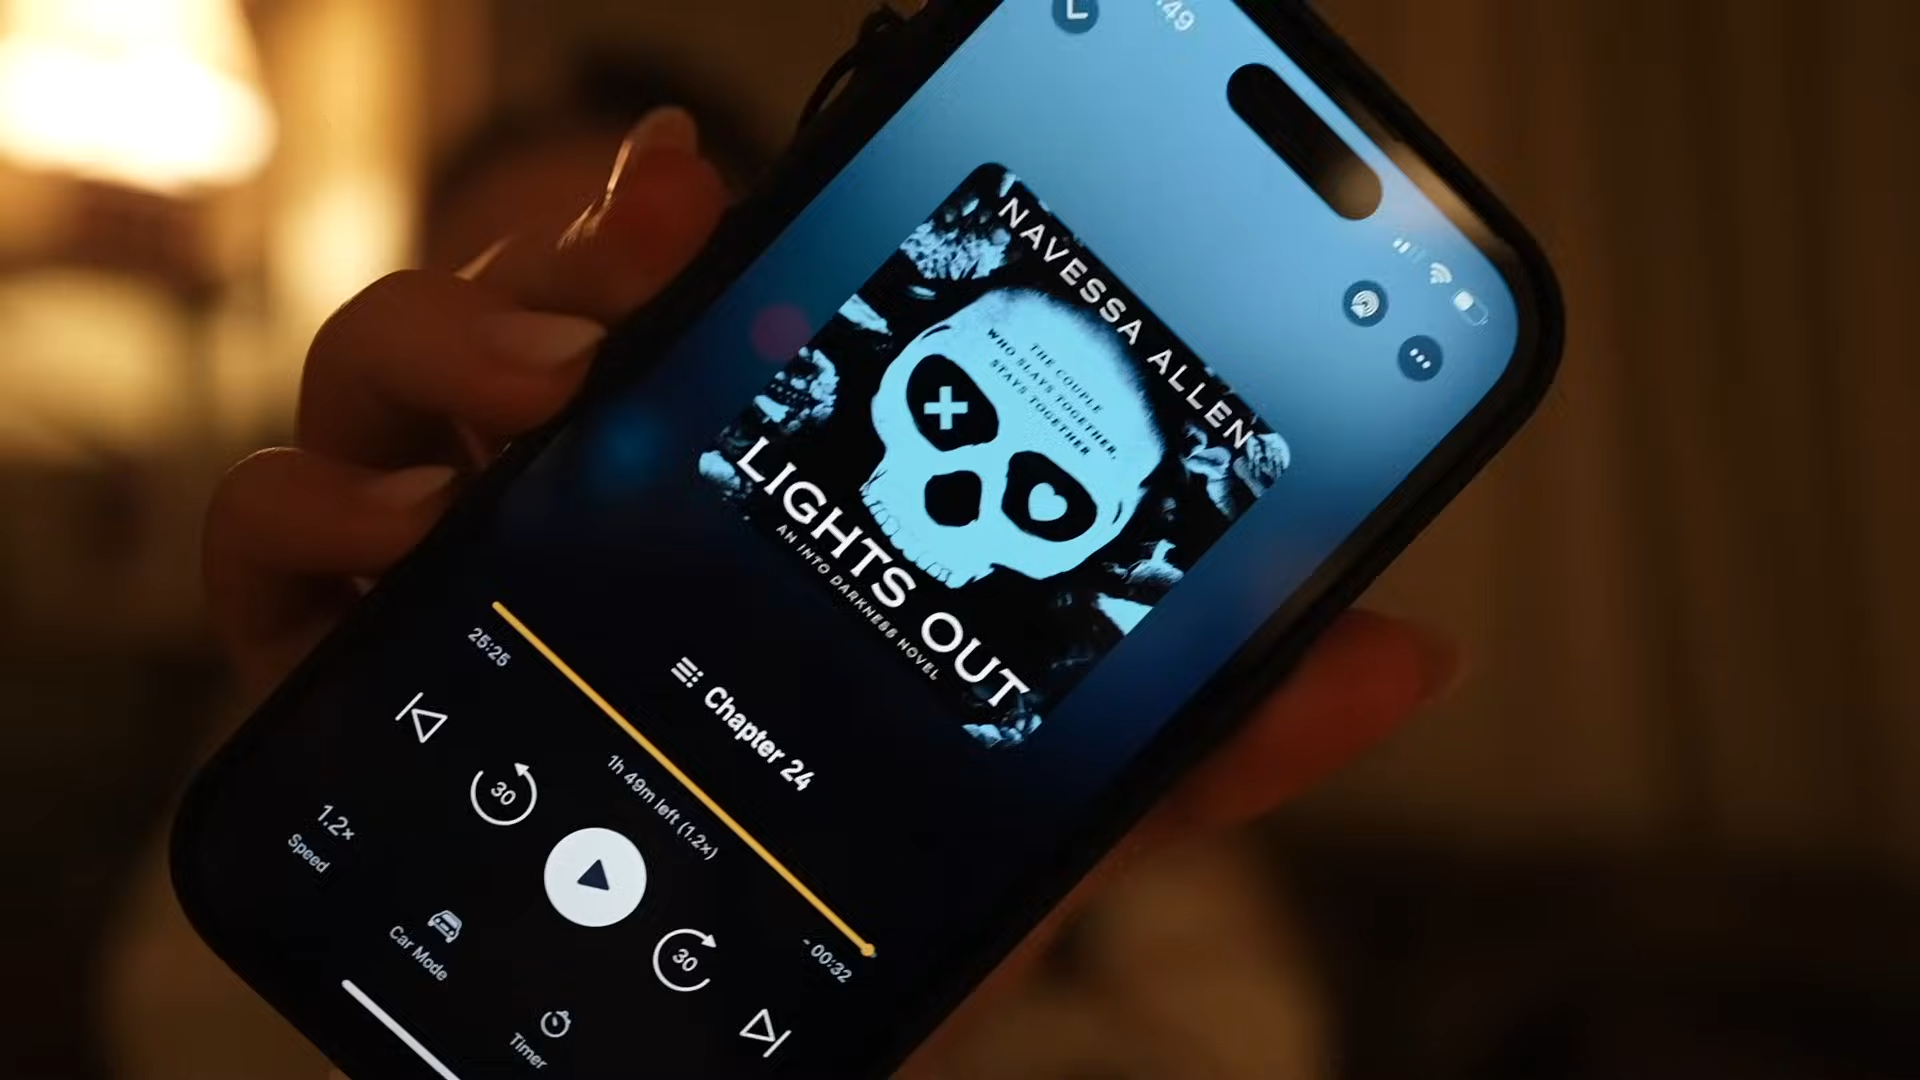 :49
NAVESSA ALLEN
THE COUPLE
WHO SLAYS TOGETHER,
STAYS TOGETHER
LIGHTS OUT
AN INTO DARKNESS NOVEL
Chapter 24
25:25
- 00:32
1h 49m left (1.2x)
30
30
1.2x
Speed
Car Mode
Timer